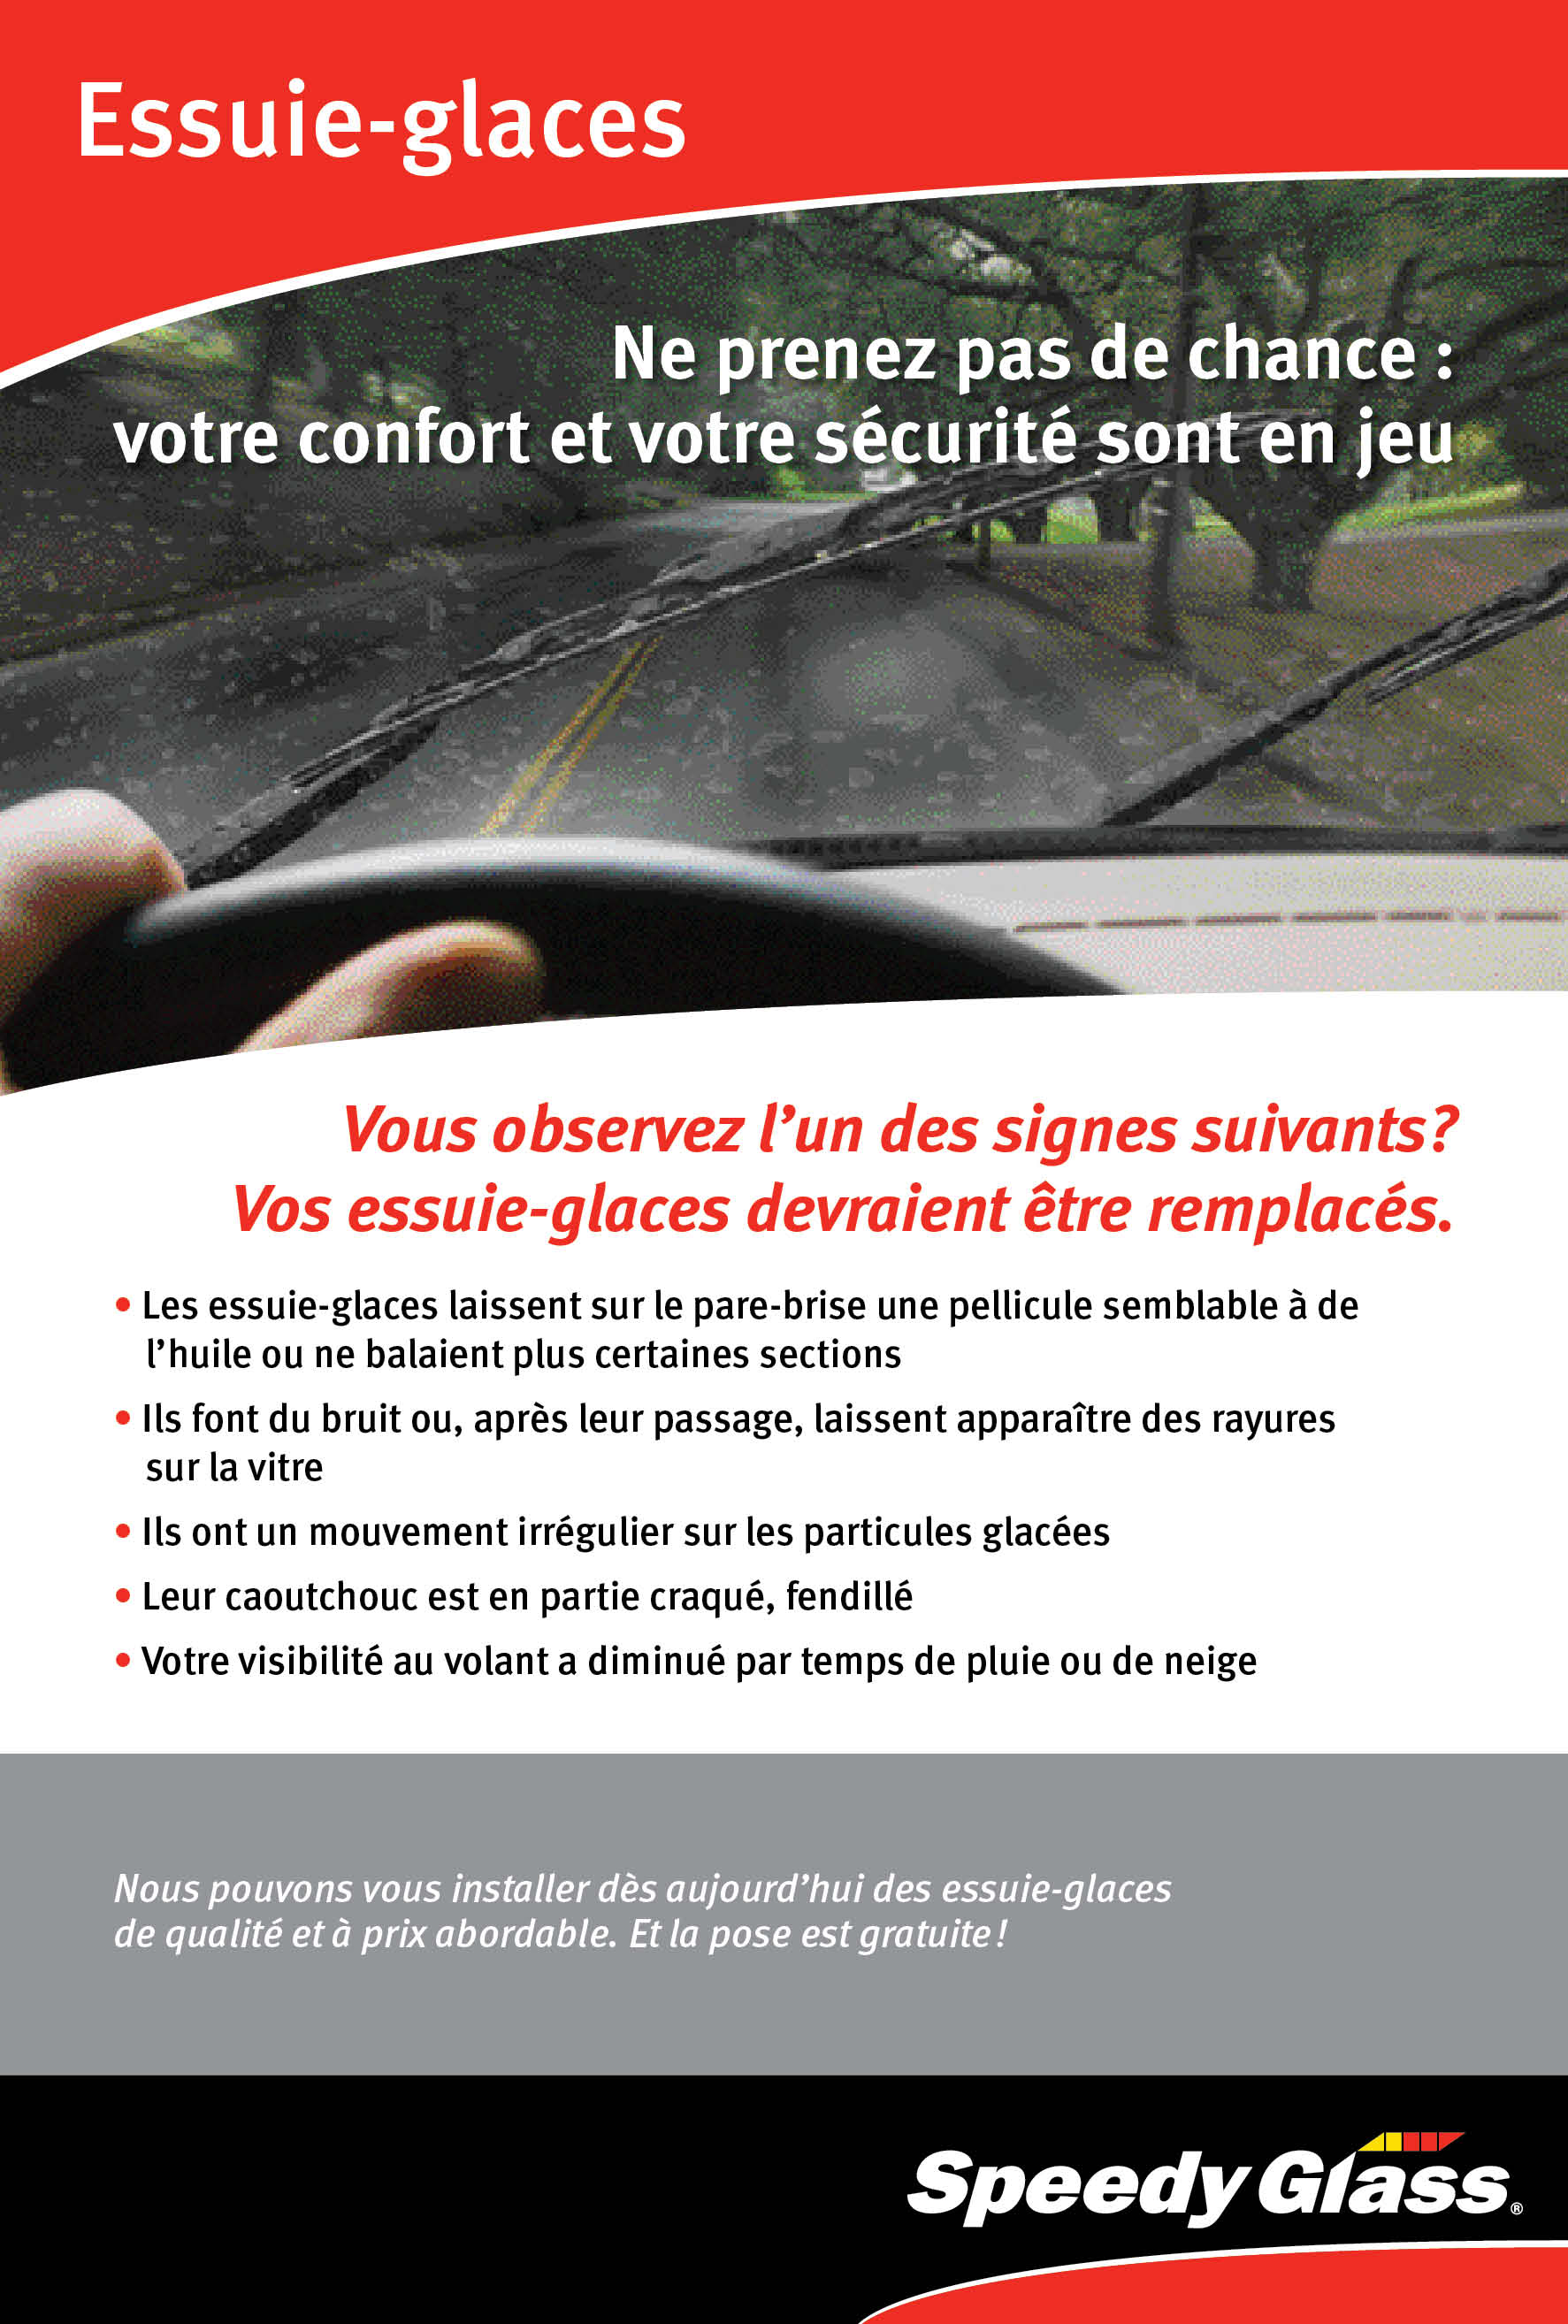 Essuie-glaces
Ne prenez pas de chance :
votre confort et votre sécurité sont en jeu
Vous observez l’un des signes suivants?
Vos essuie-glaces devraient être remplacés.
• Les essuie-glaces laissent sur le pare-brise une pellicule semblable à de
l’huile ou ne balaient plus certaines sections
• Ils font du bruit ou, après leur passage, laissent apparaître des rayures
sur la vitre
• Ils ont un mouvement irrégulier sur les particules glacées
• Leur caoutchouc est en partie craqué, fendillé
• Votre visibilité au volant a diminué par temps de pluie ou de neige
Nous pouvons vous installer dès aujourd’hui des essuie-glaces
de qualité et à prix abordable. Et la pose est gratuite !
Speedy Glass®